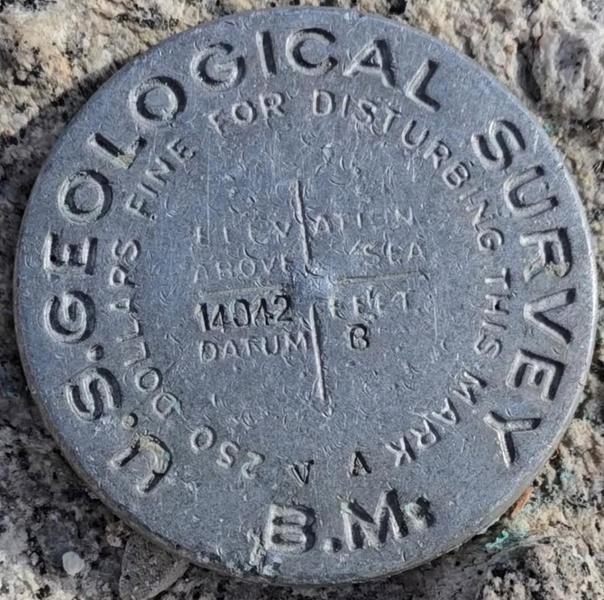 U.S. GEOLOGICAL SURVEY
B.M.
250 DOLLARS FINE FOR DISTURBING THIS MARK
V A
ELEVATION
ABOVE SEA
14042 FEET
DATUM B